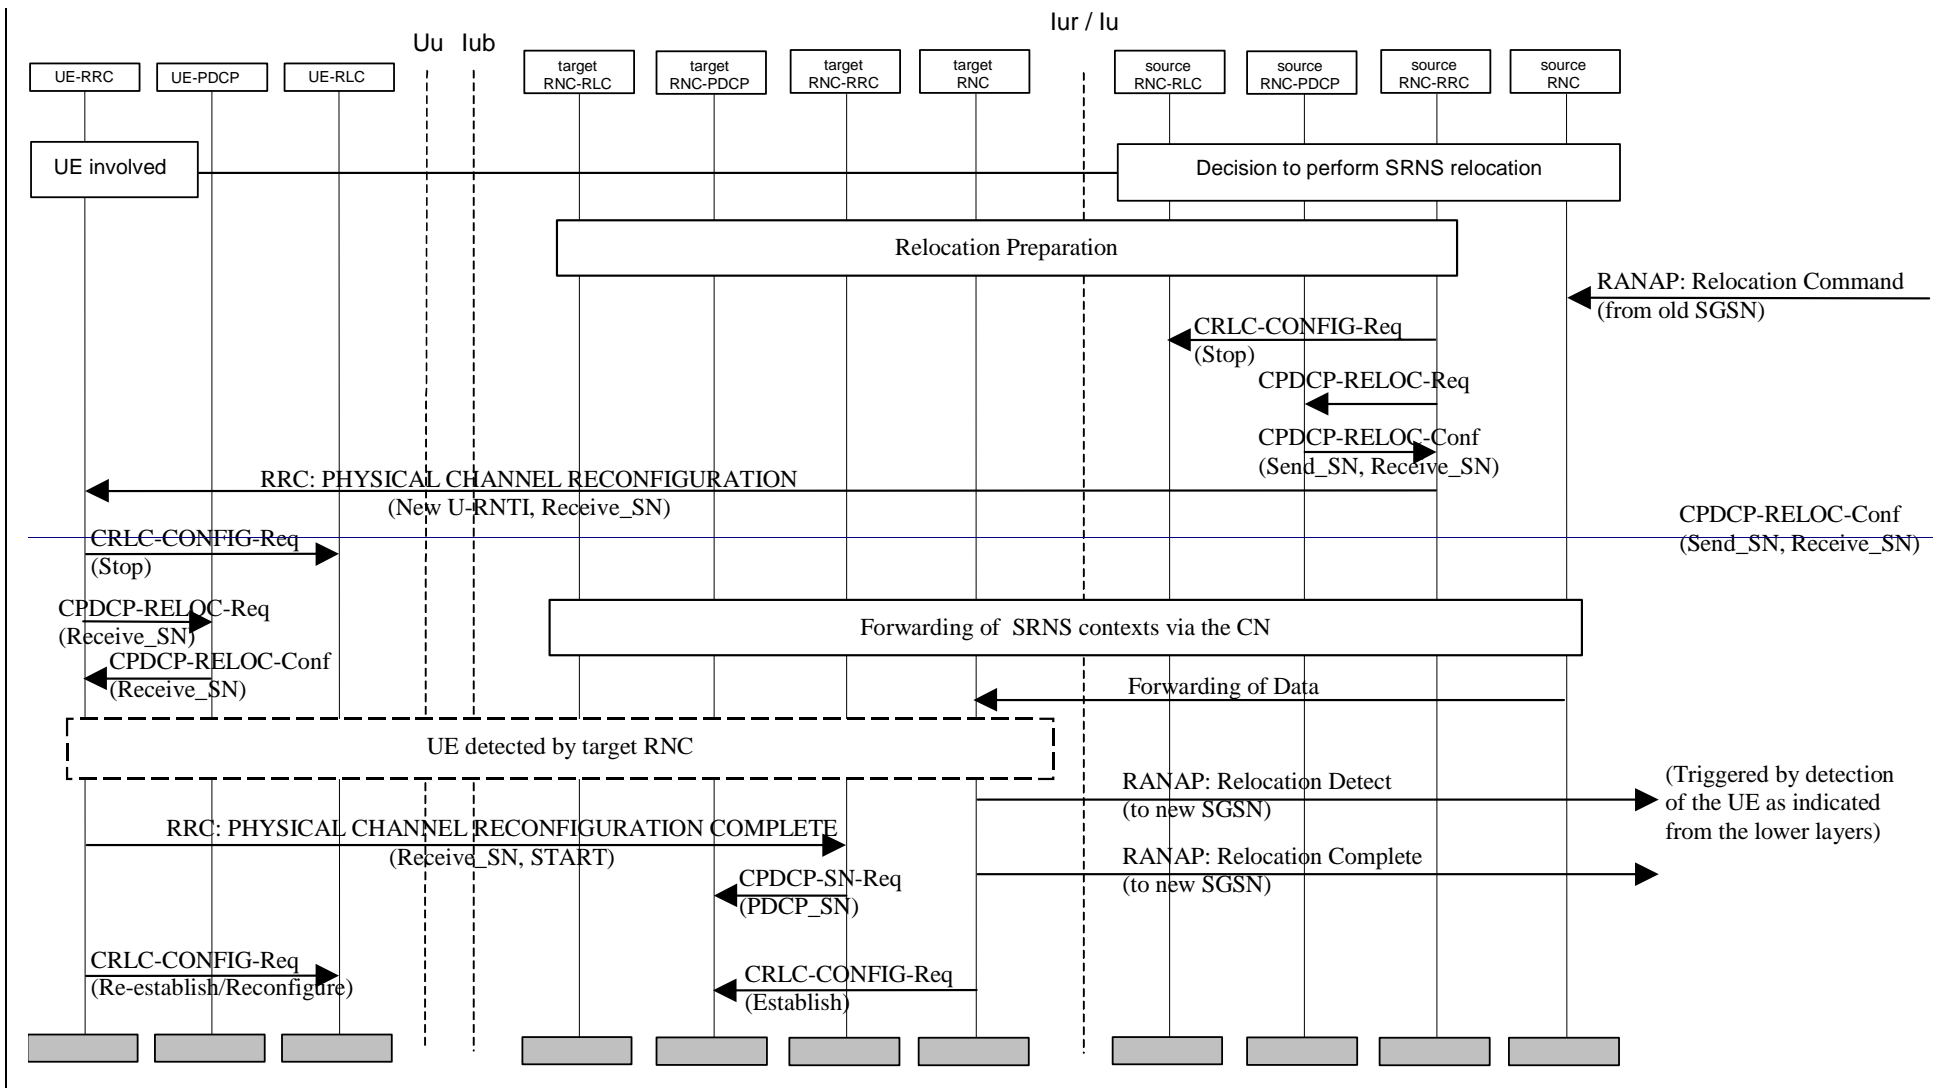 Iur / Iu
Uu Iub
UE-RRC
UE-PDCP
UE-RLC
target
RNC-RLC
target
RNC-PDCP
target
RNC-RRC
target
RNC
source
RNC-RLC
source
RNC-PDCP
source
RNC-RRC
source
RNC
UE involved
Decision to perform SRNS relocation
Relocation Preparation
RANAP: Relocation Command
(from old SGSN)
CRLC-CONFIG-Req
(Stop)
CPDCP-RELOC-Req
CPDCP-RELOC-Conf
(Send_SN, Receive_SN)
RRC: PHYSICAL CHANNEL RECONFIGURATION
(New U-RNTI, Receive_SN)
CPDCP-RELOC-Conf
(Send_SN, Receive_SN)
CRLC-CONFIG-Req
(Stop)
CPDCP-RELOC-Req
(Receive_SN)
Forwarding of SRNS contexts via the CN
CPDCP-RELOC-Conf
(Receive_SN)
Forwarding of Data
UE detected by target RNC
RANAP: Relocation Detect
(to new SGSN)
(Triggered by detection
of the UE as indicated
from the lower layers)
RRC: PHYSICAL CHANNEL RECONFIGURATION COMPLETE
(Receive_SN, START)
RANAP: Relocation Complete
(to new SGSN)
CPDCP-SN-Req
(PDCP_SN)
CRLC-CONFIG-Req
(Re-establish/Reconfigure)
CRLC-CONFIG-Req
(Establish)